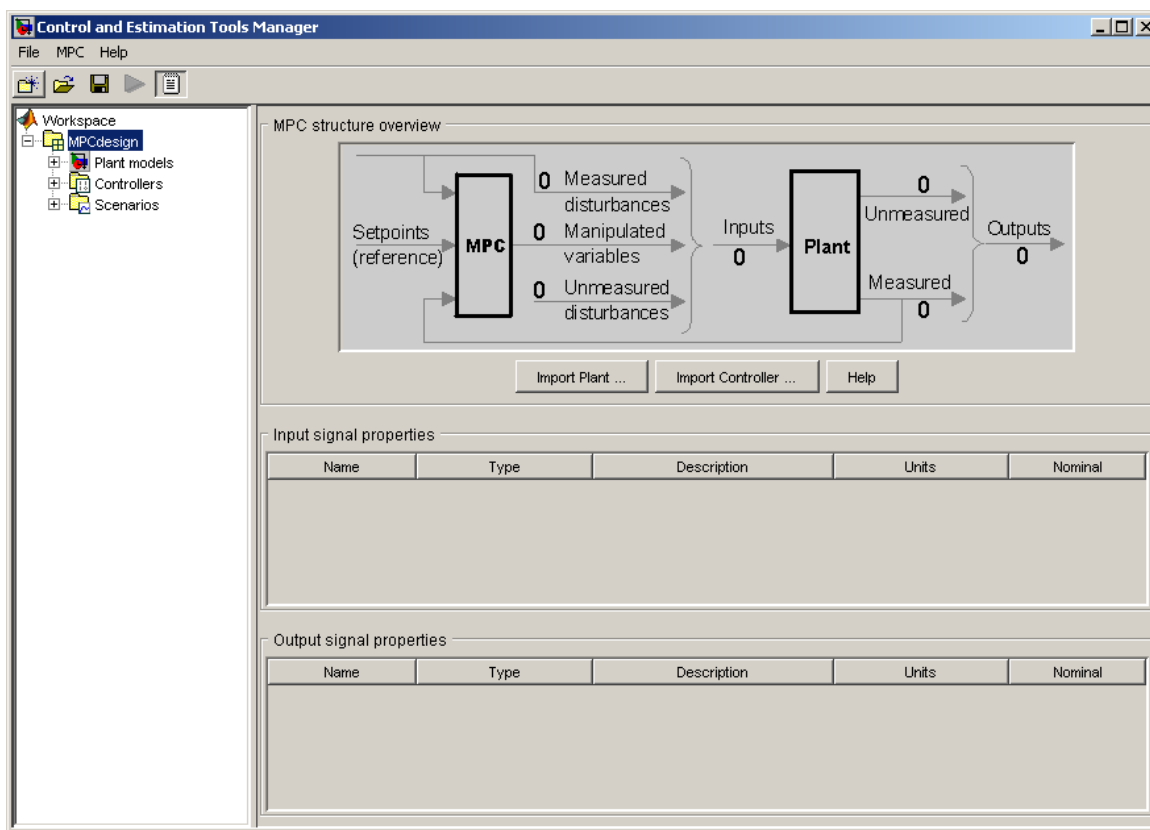 Control and Estimation Tools Manager
File MPC Help
Workspace
MPCdesign
Plant models
Controllers
Scenarios
MPC structure overview
Setpoints
(reference)
MPC
0 Measured
disturbances
0 Manipulated
variables
0 Unmeasured
disturbances
Inputs
0
Plant
0
Unmeasured
Measured
0
Outputs
0
Import Plant ... Import Controller ... Help
Input signal properties
Name Type Description Units Nominal
Output signal properties
Name Type Description Units Nominal